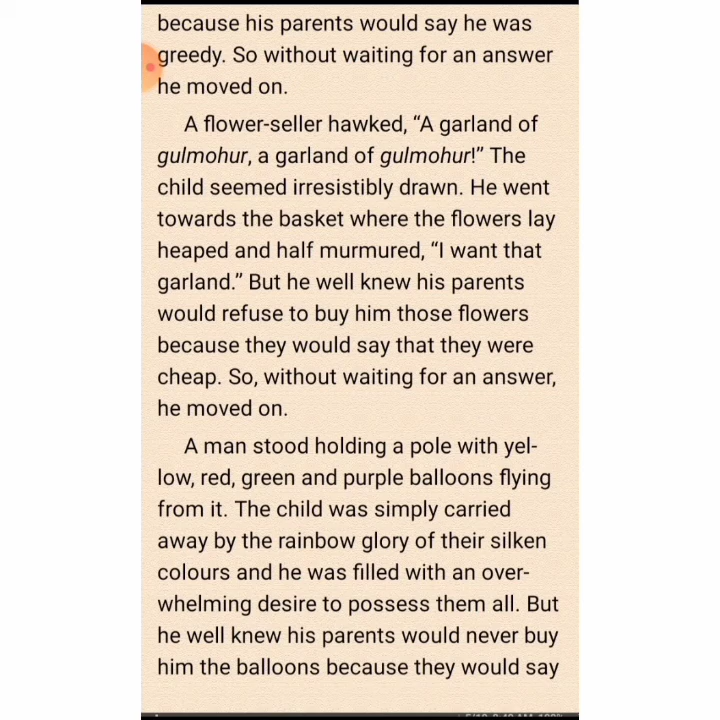 because his parents would say he was
greedy. So without waiting for an answer
he moved on.
A flower-seller hawked, “A garland of
gulmohur, a garland of gulmohur!” The
child seemed irresistibly drawn. He went
towards the basket where the flowers lay
heaped and half murmured, “I want that
garland.” But he well knew his parents
would refuse to buy him those flowers
because they would say that they were
cheap. So, without waiting for an answer,
he moved on.
A man stood holding a pole with yel-
low, red, green and purple balloons flying
from it. The child was simply carried
away by the rainbow glory of their silken
colours and he was filled with an over-
whelming desire to possess them all. But
he well knew his parents would never buy
him the balloons because they would say